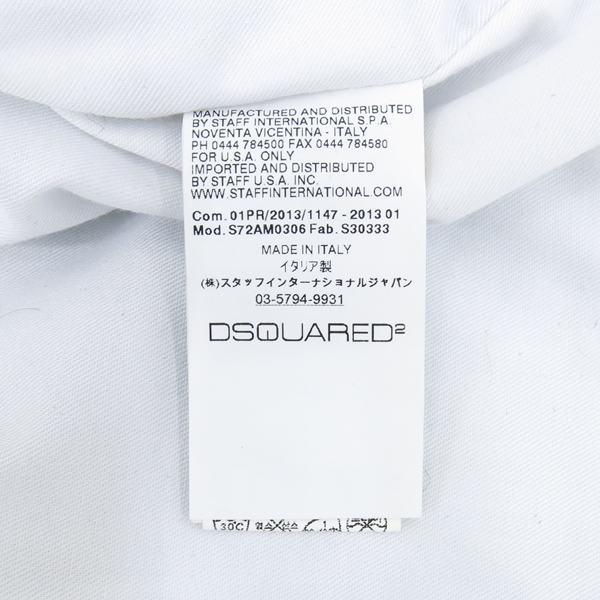 MANUFACTURED AND DISTRIBUTED
BY STAFF INTERNATIONAL S.P.A.
NOVENTA VICENTINA - ITALY
PH 0444 784500 FAX 0444 784580
FOR U.S.A. ONLY
IMPORTED AND DISTRIBUTED
BY STAFF U.S.A. INC.
WWW.STAFFINTERNATIONAL.COM
Com. 01PR/2013/1147 - 2013 01
Mod. S72AM0306 Fab. S30333
MADE IN ITALY
イタリア製
(株)スタッフインターナショナルジャパン
03-5794-9931
DSQUARED²
30°C